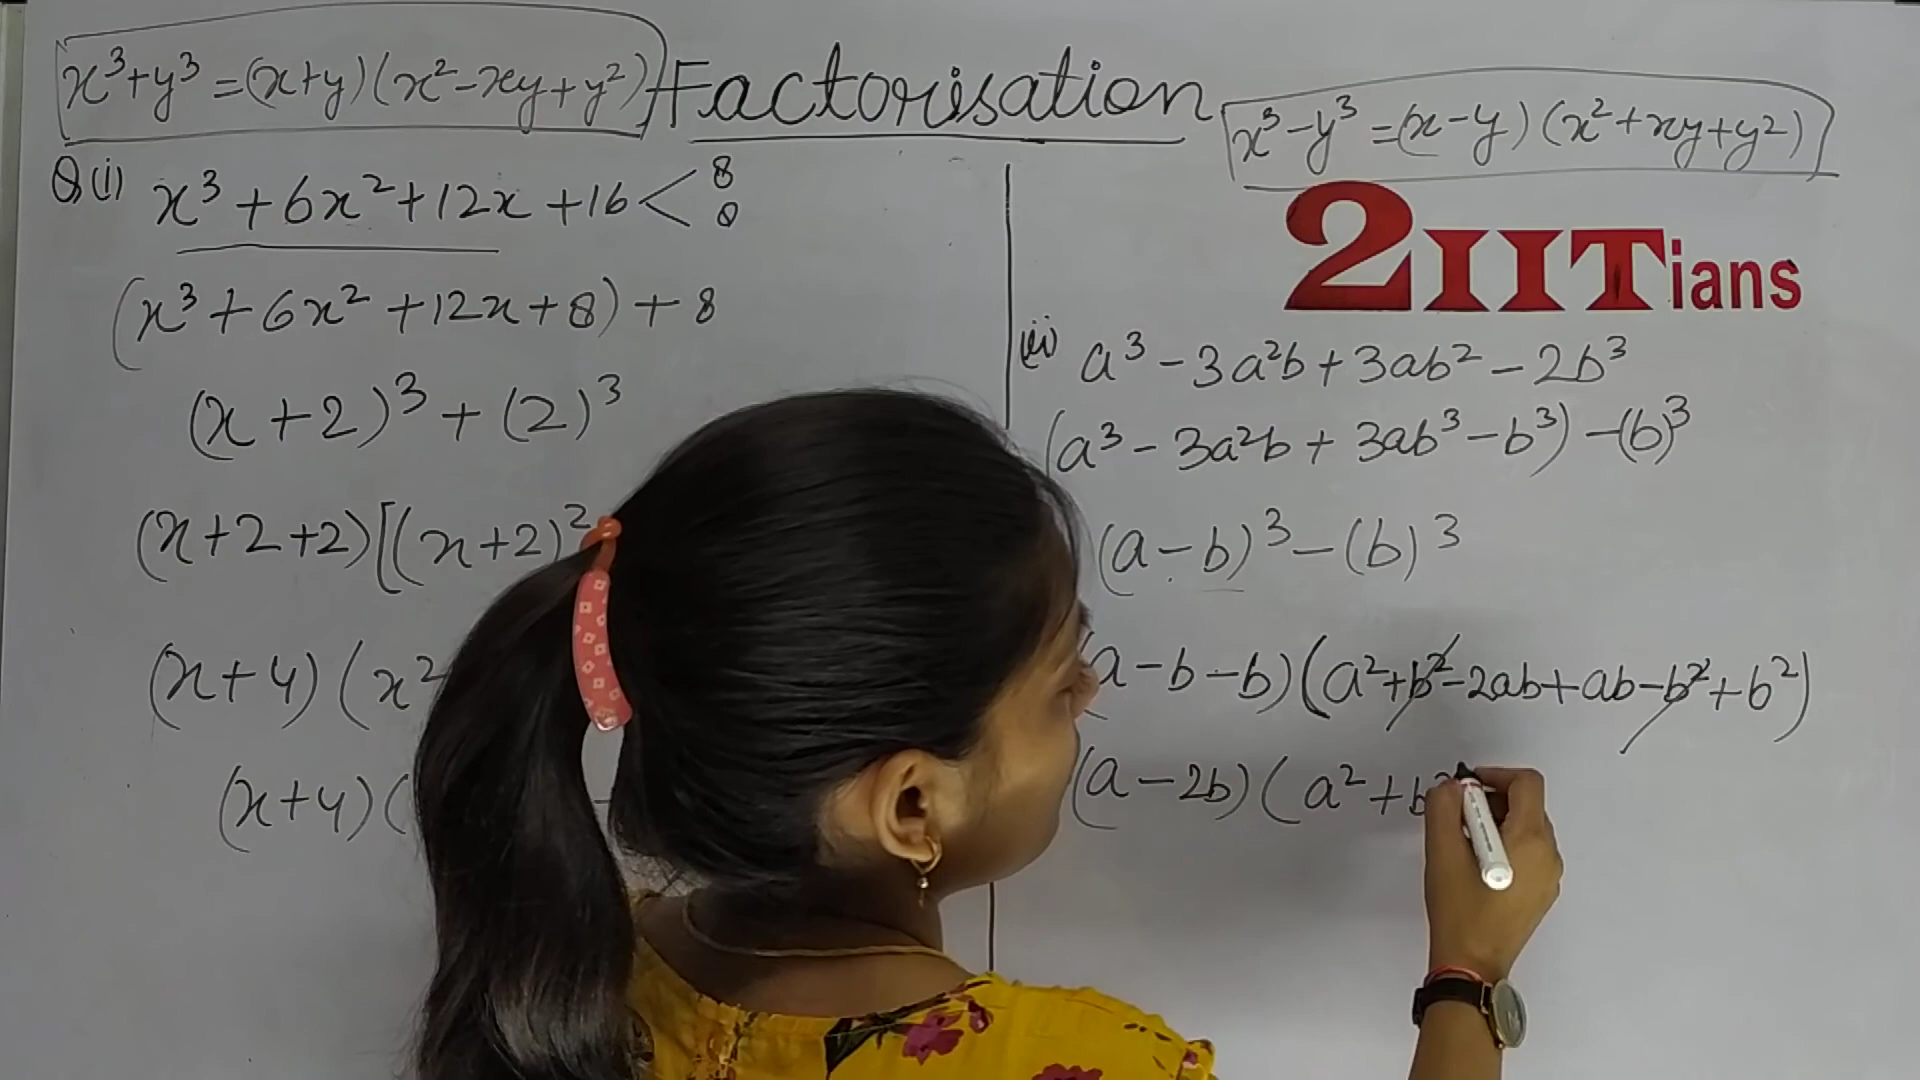 x³+y³ =(x+y)(x²-xy+y²)
Factorisation
x³-y³ =(x-y)(x²+xy+y²)
Q(i) x³+6x²+12x+16< 8 8
(x³+6x²+12x+8)+8
(x+2)³+(2)³
(x+2+2)[(x+2)²
(x+4)(x²
(x+4)(
2IITians
(ii) a³-3a²b+3ab²-2b³
(a³-3a²b+3ab³-b³)-(b)³
(a-b)³-(b)³
(a-b-b)(a²+b²-2ab+ab-b²+b²)
(a-2b)(a²+b²